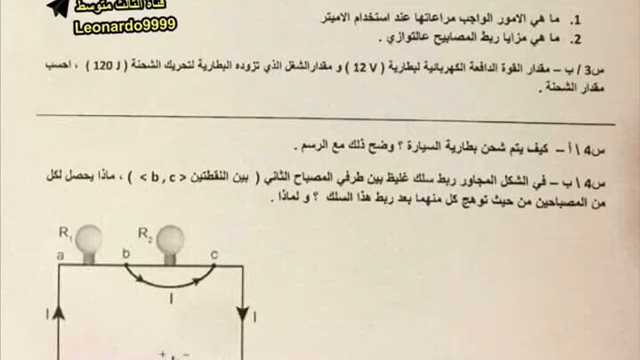 قناة الثالث متوسط
Leonardo9999
1. ما هي الامور الواجب مراعاتها عند استخدام الاميتر
2. ما هي مزايا ربط المصابيح عالتوازي .
س3/ ب – مقدار القوة الدافعة الكهربائية لبطارية ( 12 V ) و مقدارالشغل الذي تزوده البطارية لتحريك الشحنة ( 120 J ) ، احسب
مقدار الشحنة .
س4\ أ – كيف يتم شحن بطارية السيارة ؟ وضح ذلك مع الرسم .
س4\ ب – في الشكل المجاور ربط سلك غليظ بين طرفي المصباح الثاني ( بين النقطتين < b , c > ) ، ماذا يحصل لكل
من المصباحين من حيث توهج كل منهما بعد ربط هذا السلك ؟ و لماذا .
R1 R2
a b c
I
I I
+ -